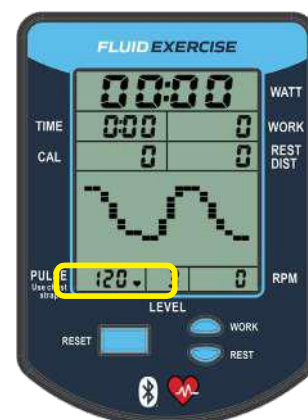 FLUID EXERCISE
00:00 WATT
TIME 0:00 0 WORK
CAL 0 0 REST
DIST
PULSE 120 0 RPM
Use chest
strap
LEVEL
RESET
WORK
REST